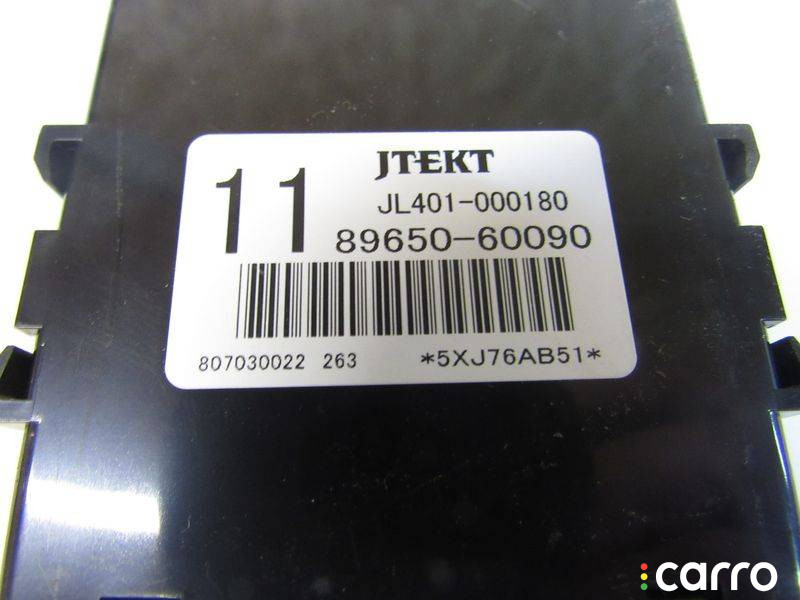 JTEKT
11
JL401-000180
89650-60090
807030022 263 *5XJ76AB51*
carro